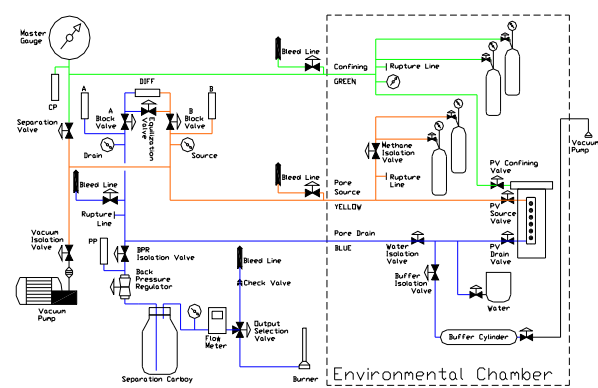 Master
Gauge
CP
Separation
Valve
A
DIFF
B
A
Block
Valve
Equilization
Valve
B
Block
Valve
Drain
Source
Bleed Line
Rupture Line
Vacuum
Isolation
Valve
PP
BPR
Isolation Valve
Back
Pressure
Regulator
Vacuum
Pump
Separation Carboy
Flow
Meter
Bleed Line
Check Valve
Output
Selection
Valve
Burner
Bleed Line
Confining
GREEN
Rupture Line
Methane
Isolation
Valve
Rupture
Line
Bleed Line
Pore
Source
YELLOW
Pore Drain
BLUE
Water
Isolation
Valve
Buffer
Isolation
Valve
PV Confining
Valve
PV
Source
Valve
PV
Drain
Valve
Water
Buffer Cylinder
Vacuum
Pump
Environmental Chamber